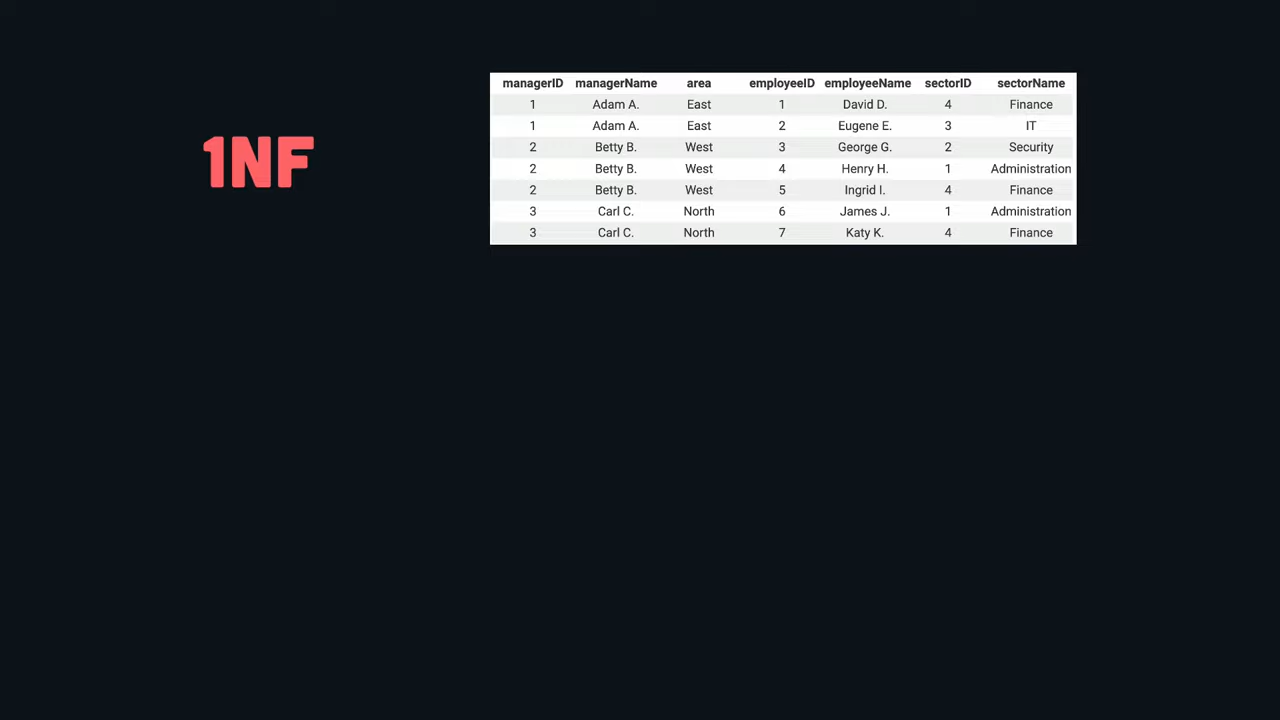 1NF
managerID managerName area employeeID employeeName sectorID sectorName
1 Adam A. East 1 David D. 4 Finance
1 Adam A. East 2 Eugene E. 3 IT
2 Betty B. West 3 George G. 2 Security
2 Betty B. West 4 Henry H. 1 Administration
2 Betty B. West 5 Ingrid I. 4 Finance
3 Carl C. North 6 James J. 1 Administration
3 Carl C. North 7 Katy K. 4 Finance